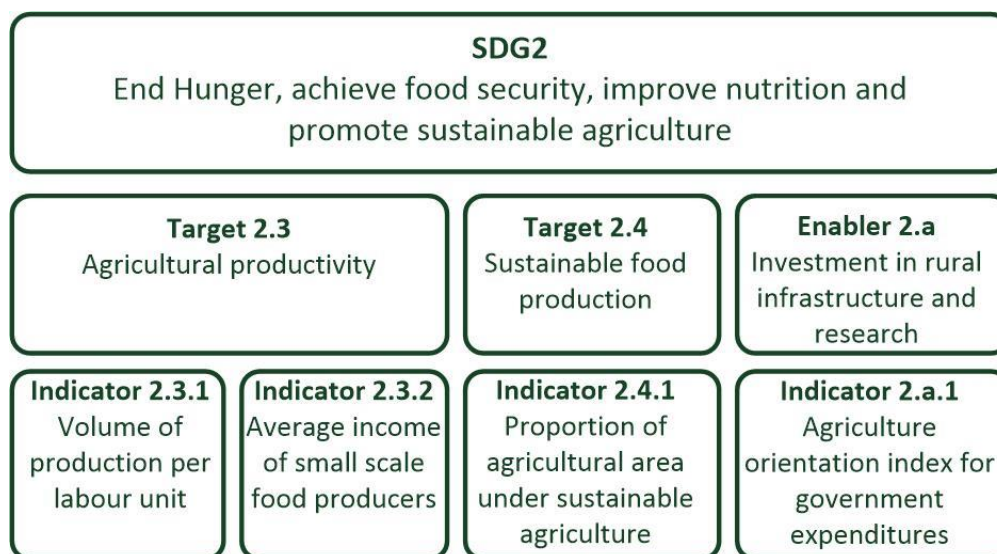 SDG2
End Hunger, achieve food security, improve nutrition and
promote sustainable agriculture
Target 2.3
Agricultural productivity
Target 2.4
Sustainable food
production
Enabler 2.a
Investment in rural
infrastructure and
research
Indicator 2.3.1
Volume of
production per
labour unit
Indicator 2.3.2
Average income
of small scale
food producers
Indicator 2.4.1
Proportion of
agricultural area
under sustainable
agriculture
Indicator 2.a.1
Agriculture
orientation index for
government
expenditures